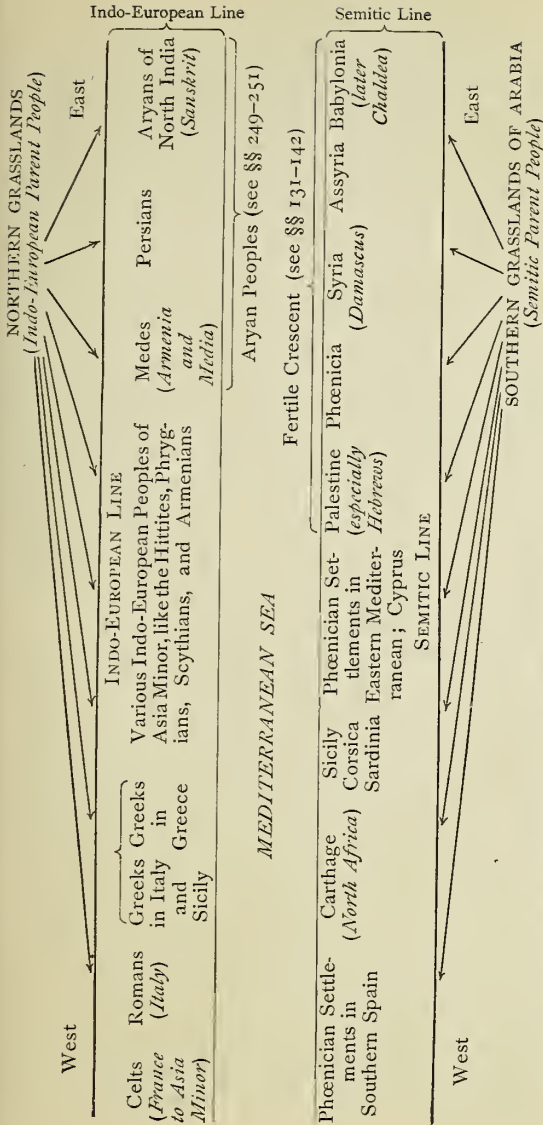 NORTHERN GRASSLANDS
(Indo-European Parent People)
West
East
INDO-EUROPEAN LINE
Indo-European Line
Celts
(France
to Asia
Minor)
Romans
(Italy)
Greeks
in Italy
and
Sicily
Greeks
in
Greece
Various Indo-European Peoples of
Asia Minor, like the Hittites, Phryg-
ians, Scythians, and Armenians
Medes
(Armenia
and
Media)
Persians
Aryans of
North India
(Sanskrit)
Aryan Peoples (see §§ 249–251)
MEDITERRANEAN SEA
Fertile Crescent (see §§ 131–142)
Phœnician Settle-
ments in
Southern Spain
Carthage
(North Africa)
Sicily
Corsica
Sardinia
Phœnician Set-
tlements in
Eastern Mediter-
ranean; Cyprus
Palestine
(especially
Hebrews)
Phœnicia
Syria
(Damascus)
Assyria
Babylonia
(later
Chaldea)
Semitic Line
SEMITIC LINE
West
East
SOUTHERN GRASSLANDS OF ARABIA
(Semitic Parent People)